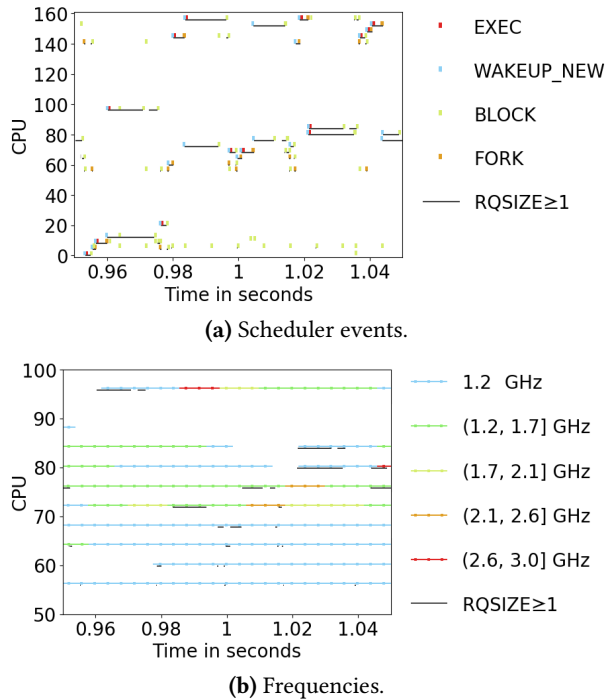 160
140
120
100
80
60
40
20
0
CPU
0.96 0.98 1 1.02 1.04
Time in seconds
EXEC
WAKEUP_NEW
BLOCK
FORK
RQSIZE≥1
(a) Scheduler events.
100
90
80
70
60
50
CPU
0.96 0.98 1 1.02 1.04
Time in seconds
1.2 GHz
(1.2, 1.7] GHz
(1.7, 2.1] GHz
(2.1, 2.6] GHz
(2.6, 3.0] GHz
RQSIZE≥1
(b) Frequencies.